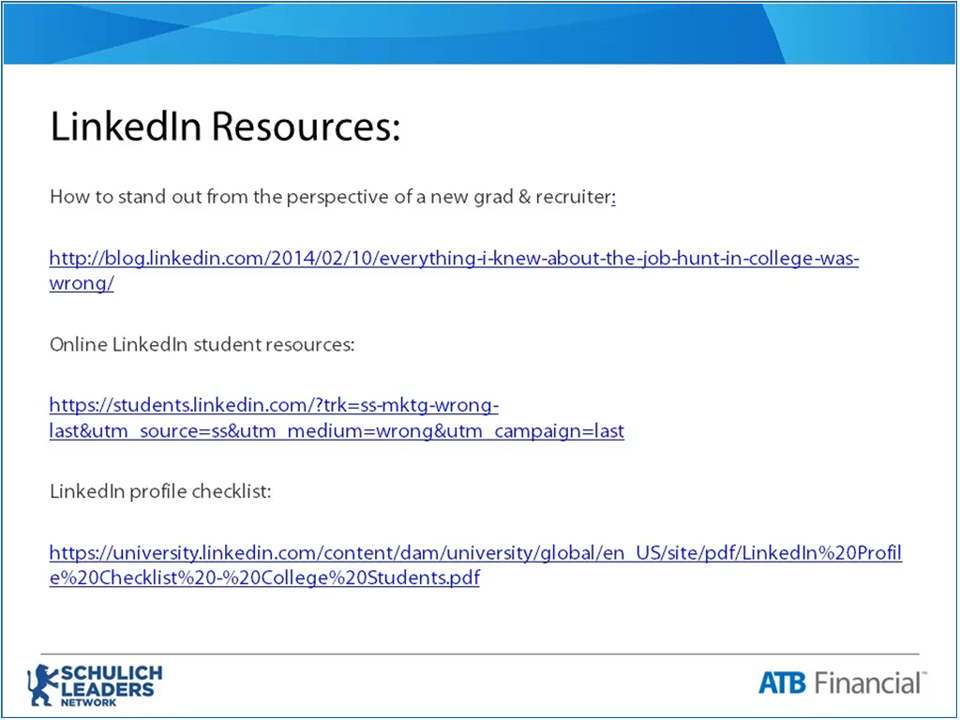 LinkedIn Resources:
How to stand out from the perspective of a new grad & recruiter:
http://blog.linkedin.com/2014/02/10/everything-i-knew-about-the-job-hunt-in-college-was-
wrong/
Online LinkedIn student resources:
https://students.linkedin.com/?trk=ss-mktg-wrong-
last&utm_source=ss&utm_medium=wrong&utm_campaign=last
LinkedIn profile checklist:
https://university.linkedin.com/content/dam/university/global/en_US/site/pdf/LinkedIn%20Profil
e%20Checklist%20-%20College%20Students.pdf
SCHULICH
LEADERS
NETWORK
ATB Financial™